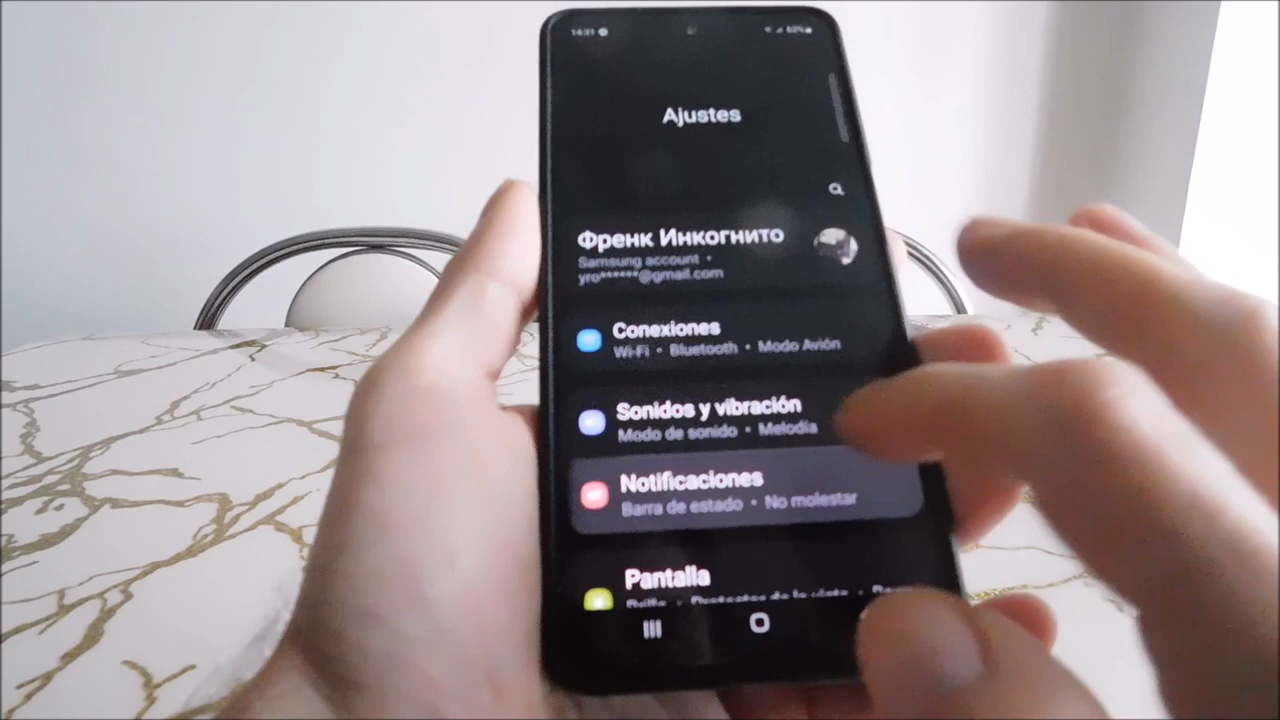 14:31
62%
Ajustes
Френк Инкогнито
Samsung account •
yro******@gmail.com
Conexiones
Wi-Fi • Bluetooth • Modo Avión
Sonidos y vibración
Modo de sonido • Melodía
Notificaciones
Barra de estado • No molestar
Pantalla